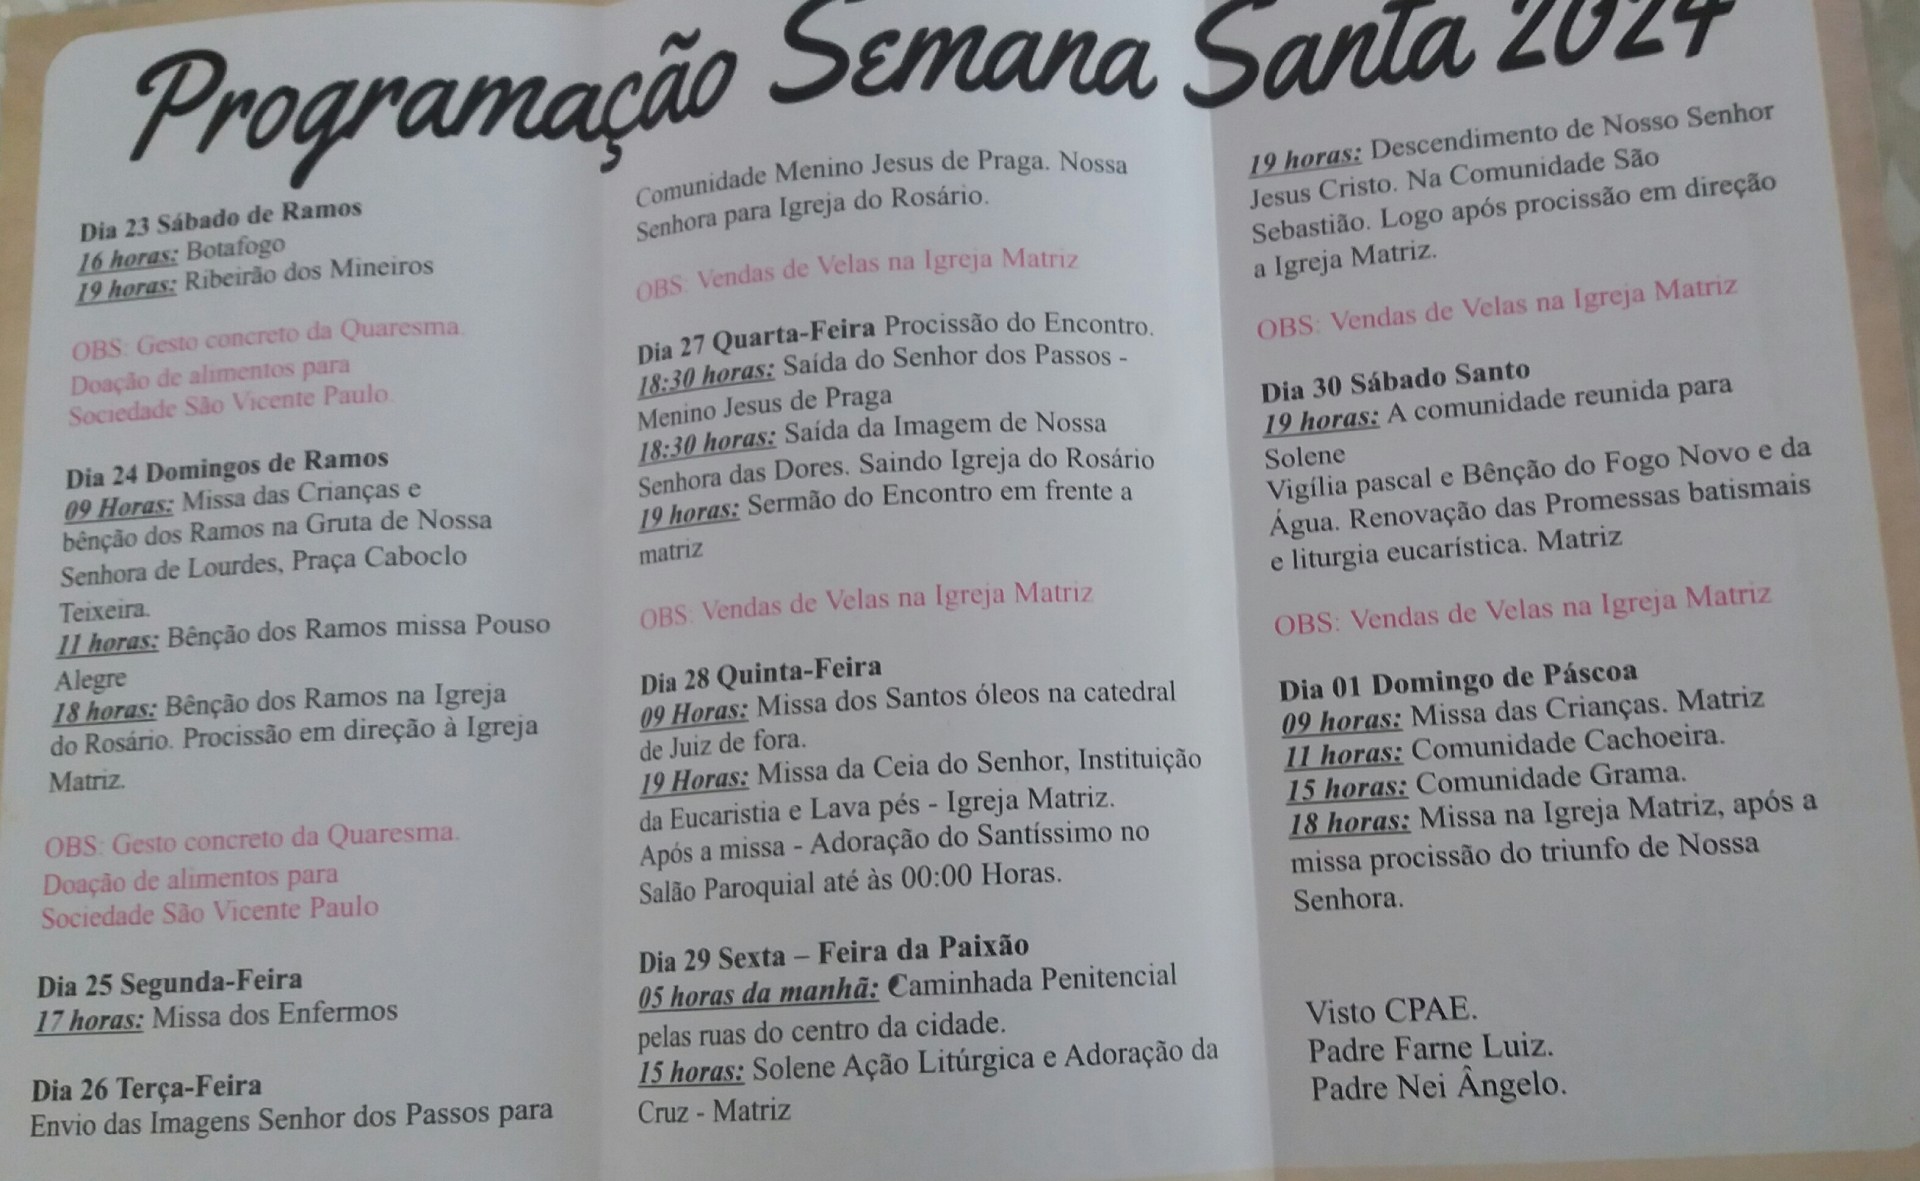 Programação Semana Santa 2024
Dia 23 Sábado de Ramos
16 horas: Botafogo
19 horas: Ribeirão dos Mineiros
OBS: Gesto concreto da Quaresma.
Doação de alimentos para
Sociedade São Vicente Paulo.
Dia 24 Domingos de Ramos
09 Horas: Missa das Crianças e
bênção dos Ramos na Gruta de Nossa
Senhora de Lourdes, Praça Caboclo
Teixeira.
11 horas: Bênção dos Ramos missa Pouso
Alegre
18 horas: Bênção dos Ramos na Igreja
do Rosário. Procissão em direção à Igreja
Matriz.
OBS: Gesto concreto da Quaresma.
Doação de alimentos para
Sociedade São Vicente Paulo
Dia 25 Segunda-Feira
17 horas: Missa dos Enfermos
Dia 26 Terça-Feira
Envio das Imagens Senhor dos Passos para
Comunidade Menino Jesus de Praga. Nossa
Senhora para Igreja do Rosário.
OBS: Vendas de Velas na Igreja Matriz
Dia 27 Quarta-Feira Procissão do Encontro.
18:30 horas: Saída do Senhor dos Passos -
Menino Jesus de Praga
18:30 horas: Saída da Imagem de Nossa
Senhora das Dores. Saindo Igreja do Rosário
19 horas: Sermão do Encontro em frente a
matriz
OBS: Vendas de Velas na Igreja Matriz
Dia 28 Quinta-Feira
09 Horas: Missa dos Santos óleos na catedral
de Juiz de fora.
19 Horas: Missa da Ceia do Senhor, Instituição
da Eucaristia e Lava pés - Igreja Matriz.
Após a missa - Adoração do Santíssimo no
Salão Paroquial até às 00:00 Horas.
Dia 29 Sexta – Feira da Paixão
05 horas da manhã: Caminhada Penitencial
pelas ruas do centro da cidade.
15 horas: Solene Ação Litúrgica e Adoração da
Cruz - Matriz
19 horas: Descendimento de Nosso Senhor
Jesus Cristo. Na Comunidade São
Sebastião. Logo após procissão em direção
a Igreja Matriz.
OBS: Vendas de Velas na Igreja Matriz
Dia 30 Sábado Santo
19 horas: A comunidade reunida para
Solene
Vigília pascal e Bênção do Fogo Novo e da
Água. Renovação das Promessas batismais
e liturgia eucarística. Matriz
OBS: Vendas de Velas na Igreja Matriz
Dia 01 Domingo de Páscoa
09 horas: Missa das Crianças. Matriz
11 horas: Comunidade Cachoeira.
15 horas: Comunidade Grama.
18 horas: Missa na Igreja Matriz, após a
missa procissão do triunfo de Nossa
Senhora.
Visto CPAE.
Padre Farne Luiz.
Padre Nei Ângelo.